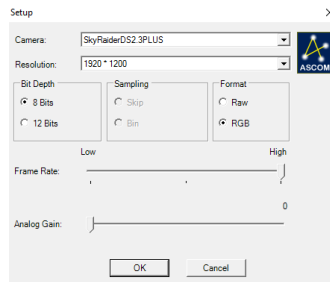 Setup
Camera: SkyRaiderDS2.3PLUS
Resolution: 1920 * 1200
ASCOM
Bit Depth Sampling Format
8 Bits Skip Raw
12 Bits Bin RGB
Low High
Frame Rate:
0
Analog Gain:
OK Cancel